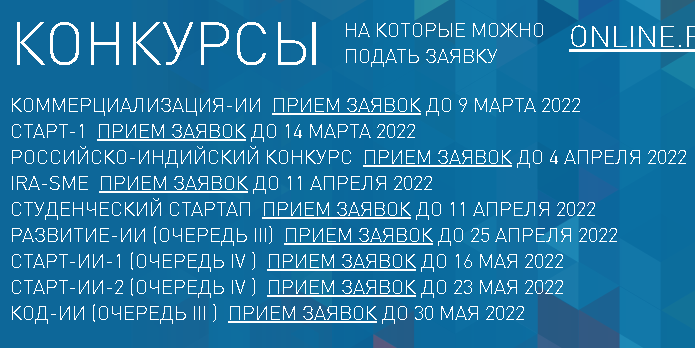 КОНКУРСЫ
НА КОТОРЫЕ МОЖНО
ПОДАТЬ ЗАЯВКУ
ONLINE.F
КОММЕРЦИАЛИЗАЦИЯ-ИИ ПРИЕМ ЗАЯВОК ДО 9 МАРТА 2022
СТАРТ-1 ПРИЕМ ЗАЯВОК ДО 14 МАРТА 2022
РОССИЙСКО-ИНДИЙСКИЙ КОНКУРС ПРИЕМ ЗАЯВОК ДО 4 АПРЕЛЯ 2022
IRA-SME ПРИЕМ ЗАЯВОК ДО 11 АПРЕЛЯ 2022
СТУДЕНЧЕСКИЙ СТАРТАП ПРИЕМ ЗАЯВОК ДО 11 АПРЕЛЯ 2022
РАЗВИТИЕ-ИИ (ОЧЕРЕДЬ III) ПРИЕМ ЗАЯВОК ДО 25 АПРЕЛЯ 2022
СТАРТ-ИИ-1 (ОЧЕРЕДЬ IV ) ПРИЕМ ЗАЯВОК ДО 16 МАЯ 2022
СТАРТ-ИИ-2 (ОЧЕРЕДЬ IV ) ПРИЕМ ЗАЯВОК ДО 23 МАЯ 2022
КОД-ИИ (ОЧЕРЕДЬ III ) ПРИЕМ ЗАЯВОК ДО 30 МАЯ 2022